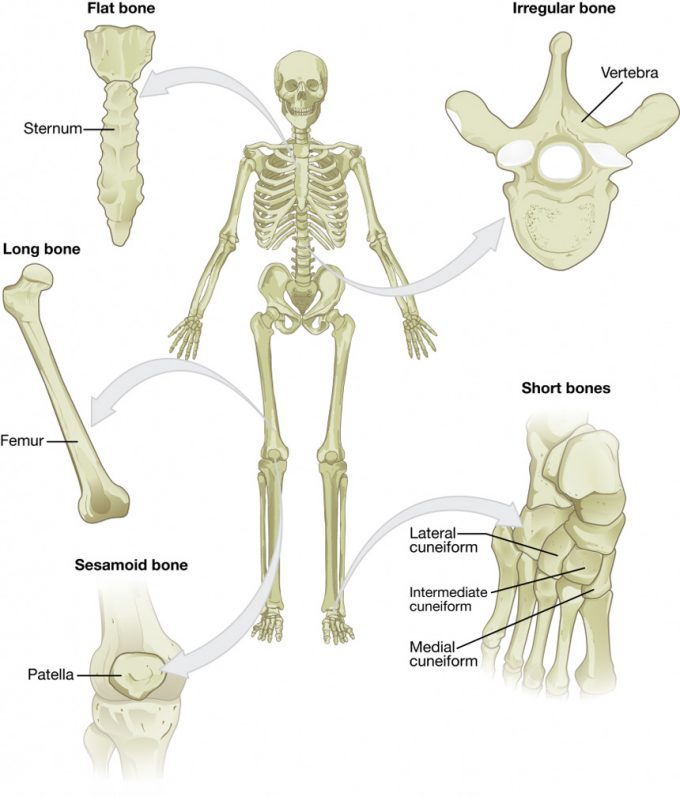 Flat bone
Irregular bone
Vertebra
Sternum
Long bone
Femur
Short bones
Lateral
cuneiform
Intermediate
cuneiform
Medial
cuneiform
Sesamoid bone
Patella